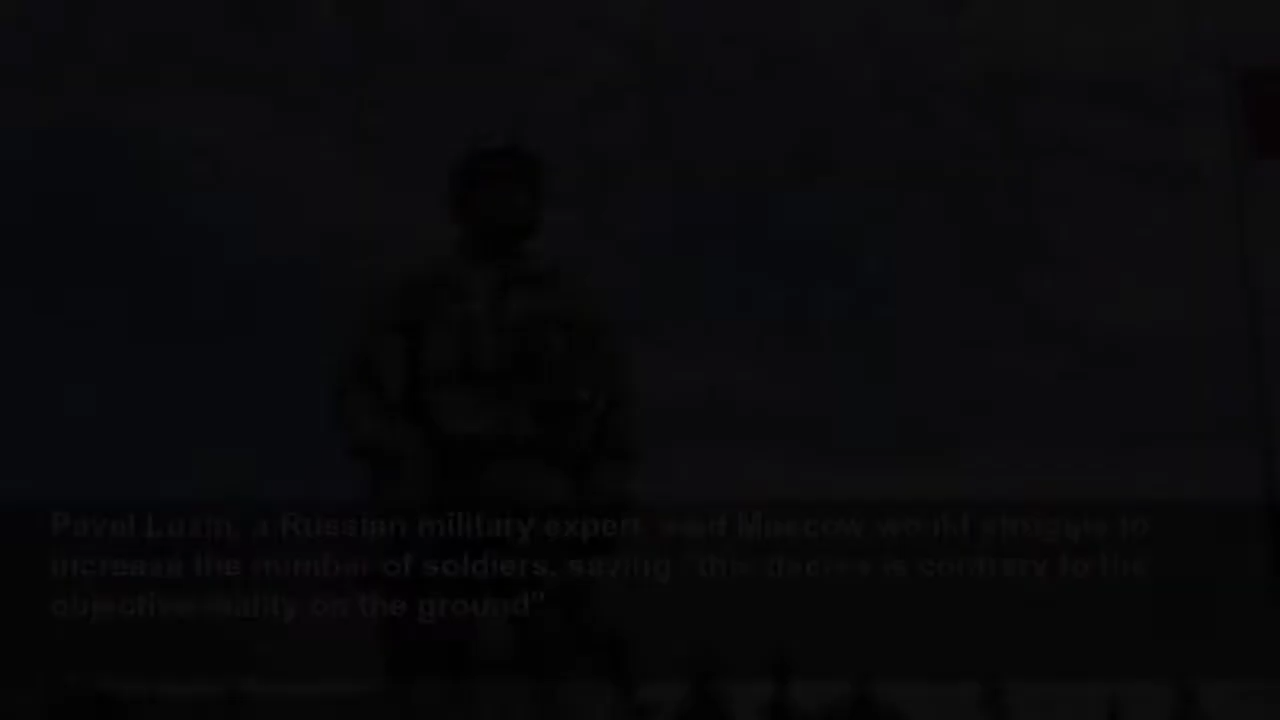 Pavel Luzin, a Russian military expert, said Moscow would struggle to
increase the number of soldiers, saying "this decree is contrary to the
objective reality on the ground"